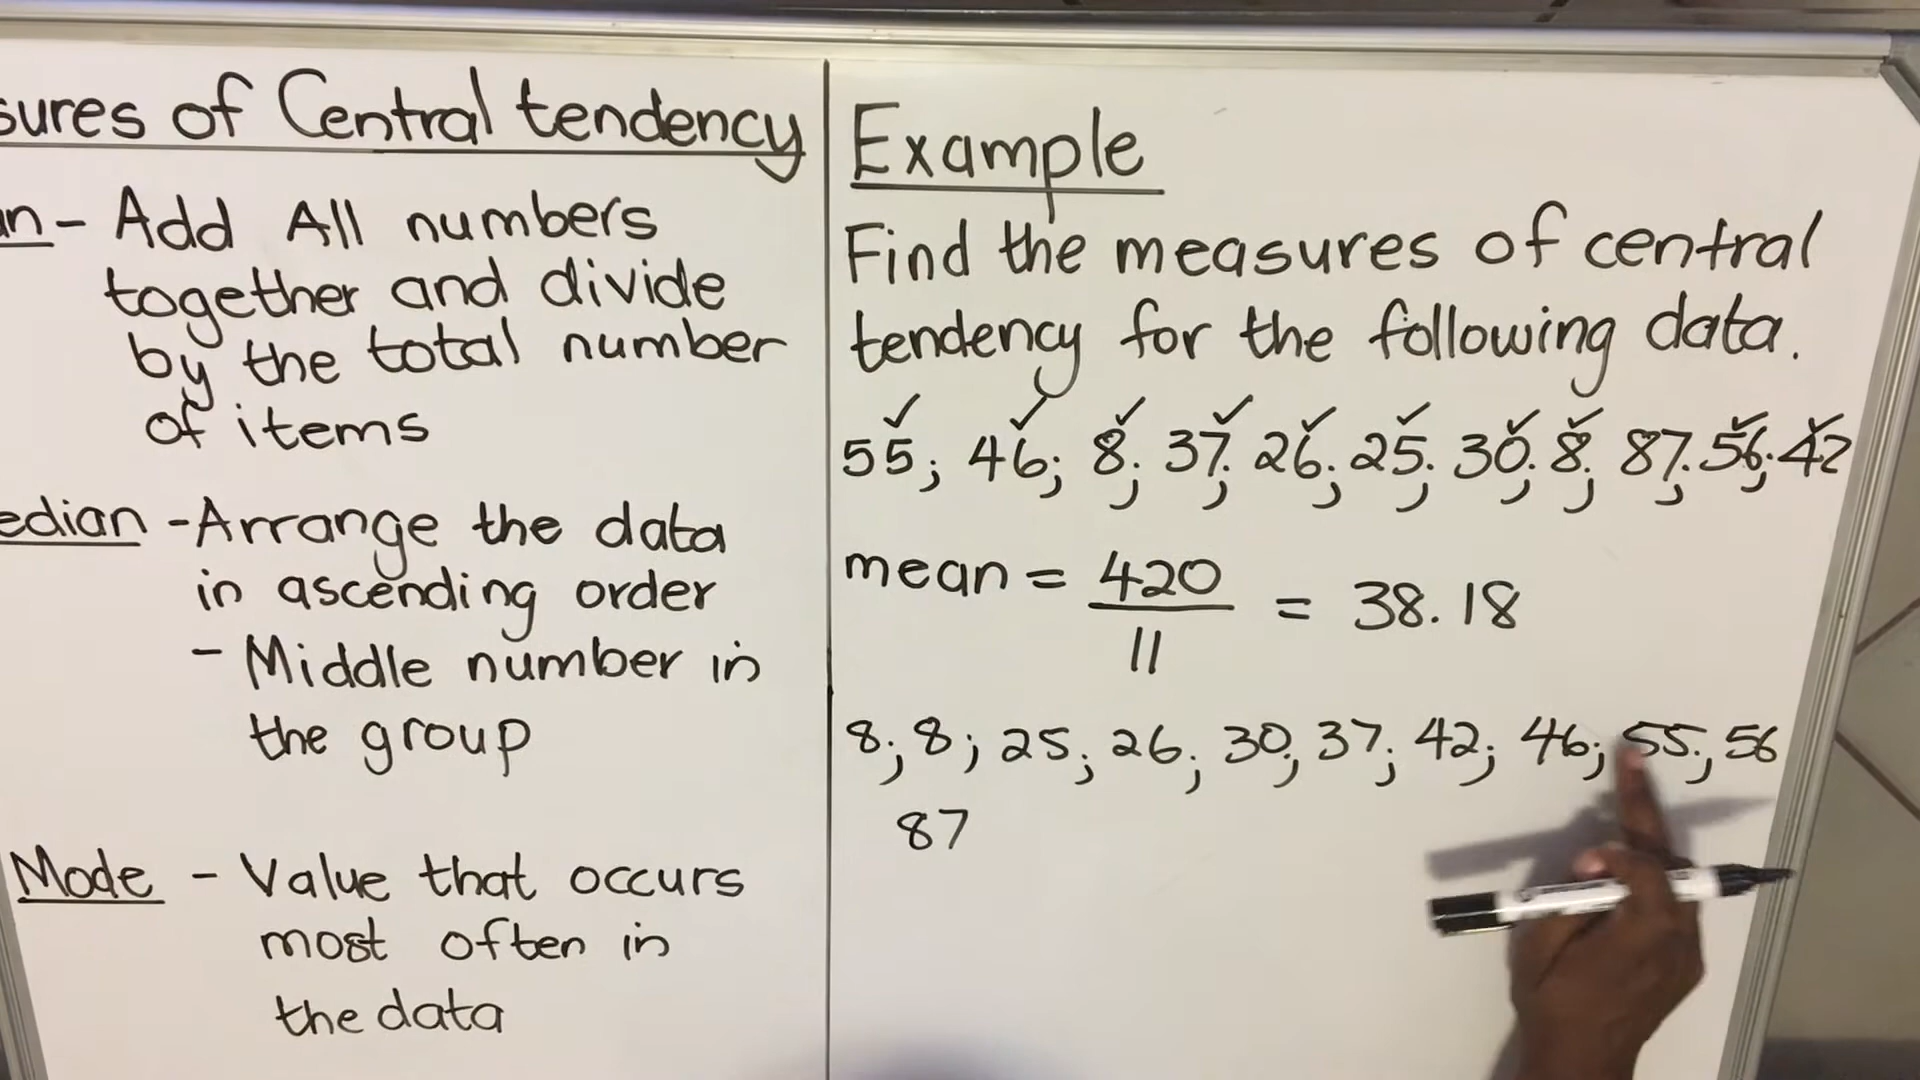 sures of Central tendency
an - Add All numbers
together and divide
by the total number
of items
edian - Arrange the data
in ascending order
- Middle number in
the group
Mode - Value that occurs
most often in
the data
Example
Find the measures of central
tendency for the following data.
55; 46; 8; 37; 26; 25; 30; 8; 87; 56; 42
mean = 420/11 = 38.18
8; 8; 25; 26; 30; 37; 42; 46; 55; 56
87